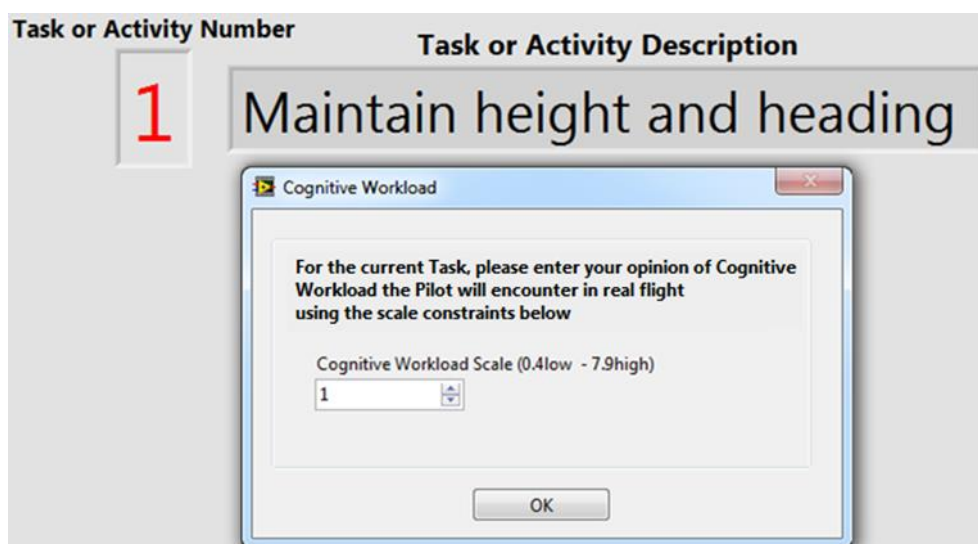 Task or Activity Number
Task or Activity Description
1
Maintain height and heading
Cognitive Workload
For the current Task, please enter your opinion of Cognitive
Workload the Pilot will encounter in real flight
using the scale constraints below
Cognitive Workload Scale (0.4low - 7.9high)
1
OK